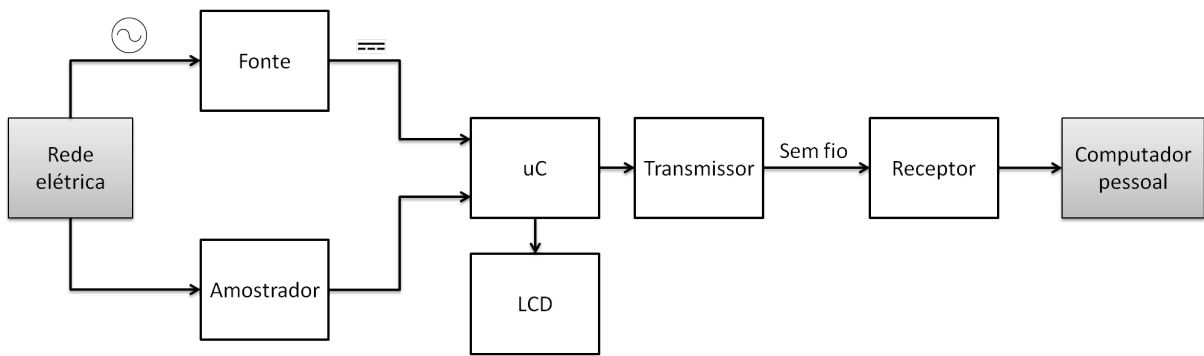 Fonte
Rede
elétrica
uC
Transmissor
Sem fio
Receptor
Computador
pessoal
Amostrador
LCD